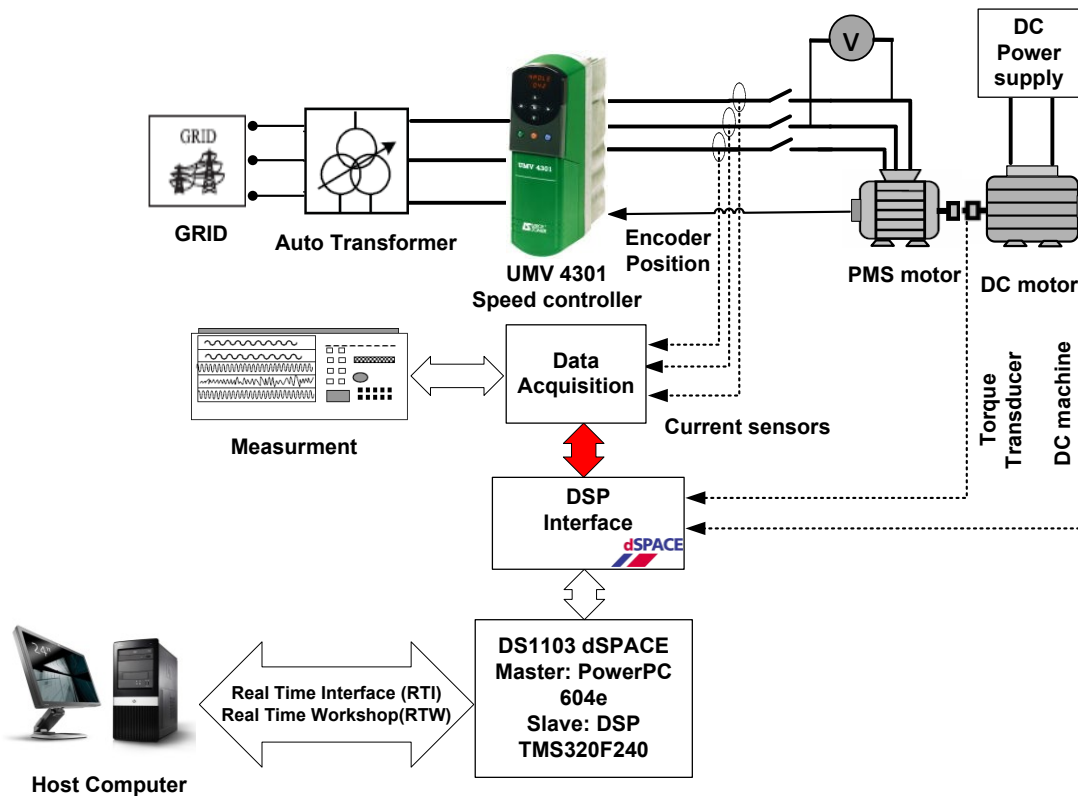 DC
Power
supply
V
GRID
UMV 4301
GRID
Auto Transformer
Encoder
Position
UMV 4301
Speed controller
PMS motor
DC motor
Data
Acquisition
Measurment
Current sensors
Torque
Transducer
DC machine
DSP
Interface
dSPACE
DS1103 dSPACE
Master: PowerPC
604e
Slave: DSP
TMS320F240
Real Time Interface (RTI)
Real Time Workshop(RTW)
24"
Host Computer